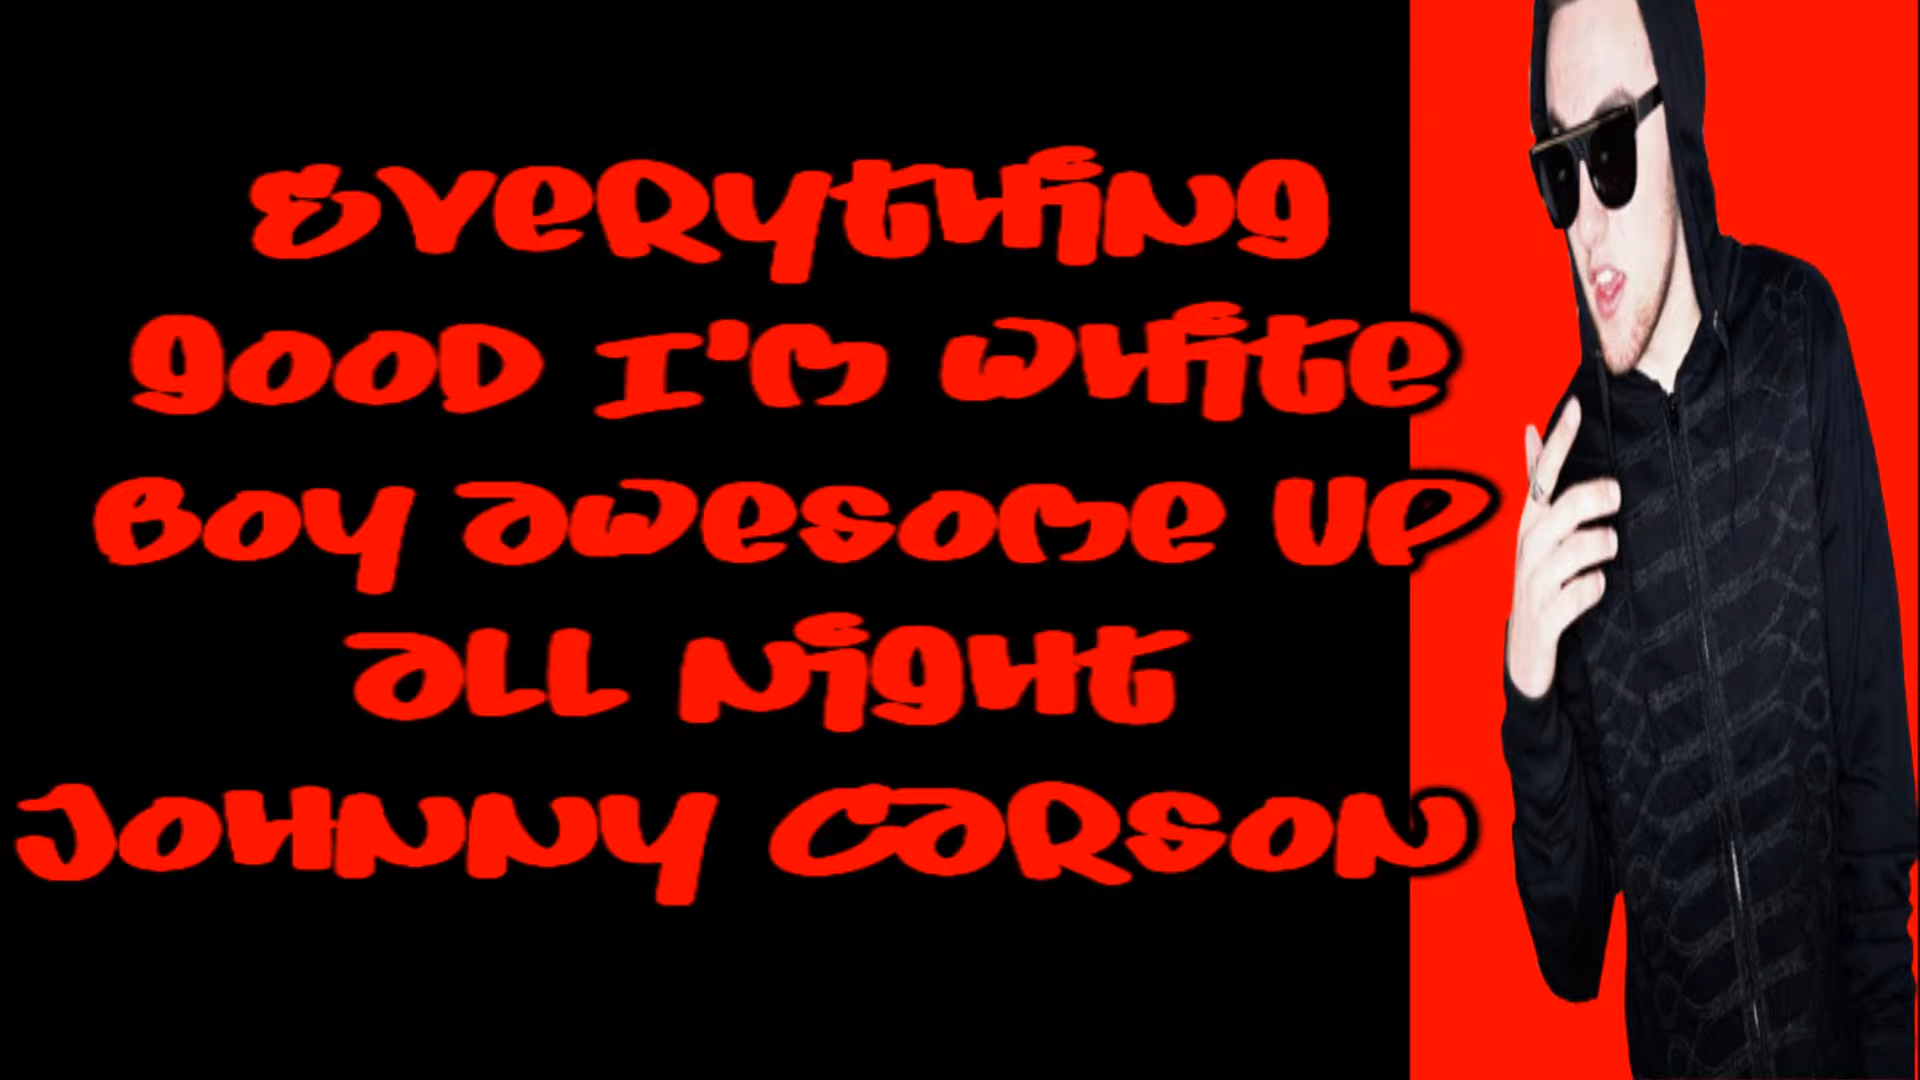 Everything
good I'm white
boy awesome up
all night
Johnny Carson